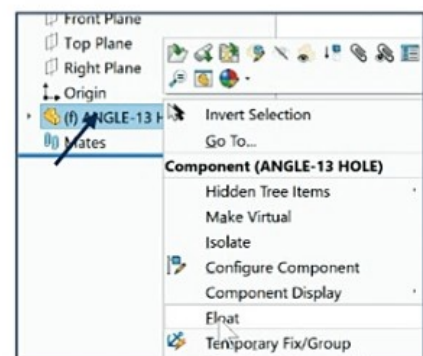 Front Plane
Top Plane
Right Plane
Origin
(f) ANGLE-13 H
Mates
Invert Selection
Go To...
Component (ANGLE-13 HOLE)
Hidden Tree Items
Make Virtual
Isolate
Configure Component
Component Display
Float
Temporary Fix/Group